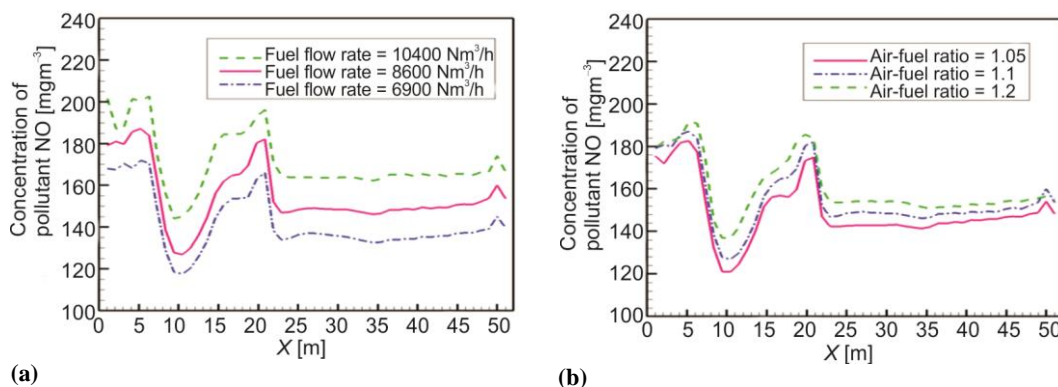 240
220
200
180
160
140
120
100
Concentration of
pollutant NO [mgm⁻³]
Fuel flow rate = 10400 Nm³/h
Fuel flow rate = 8600 Nm³/h
Fuel flow rate = 6900 Nm³/h
0 5 10 15 20 25 30 35 40 45 50
X [m]
(a)
240
220
200
180
160
140
120
100
Concentration of
pollutant NO [mgm⁻³]
Air-fuel ratio = 1.05
Air-fuel ratio = 1.1
Air-fuel ratio = 1.2
0 5 10 15 20 25 30 35 40 45 50
X [m]
(b)